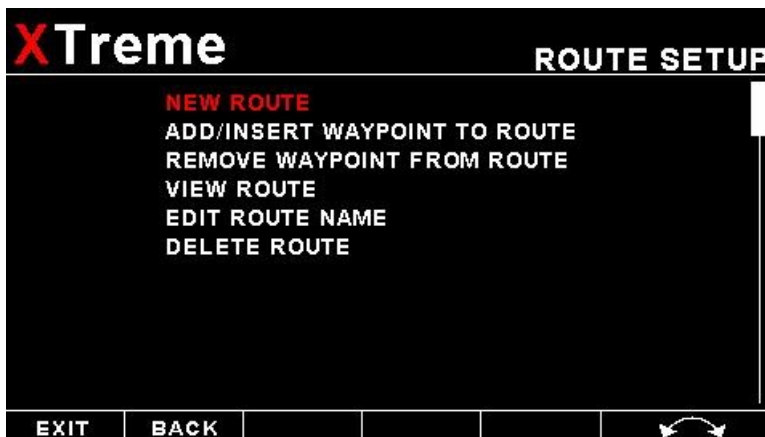 XTreme
ROUTE SETUP
NEW ROUTE
ADD/INSERT WAYPOINT TO ROUTE
REMOVE WAYPOINT FROM ROUTE
VIEW ROUTE
EDIT ROUTE NAME
DELETE ROUTE
EXIT BACK